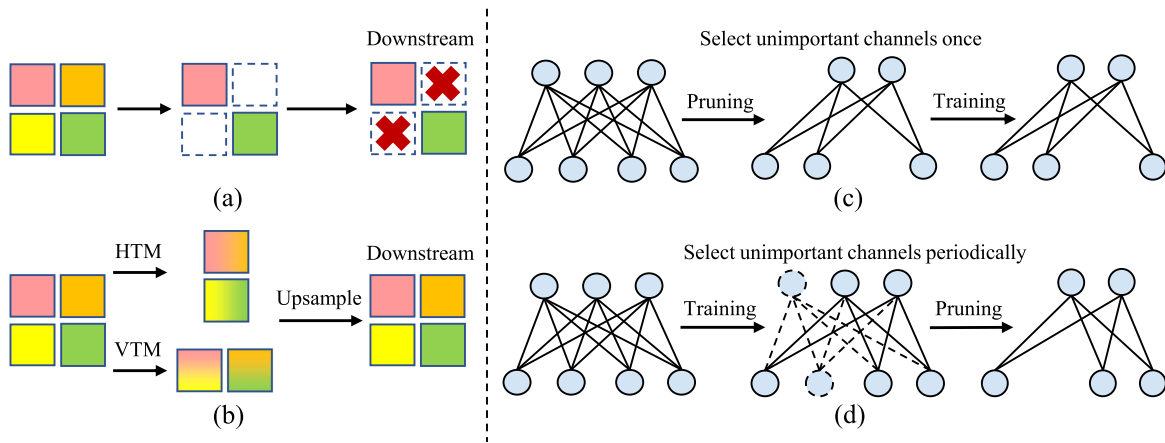 Downstream
(a)
HTM
VTM
Upsample
Downstream
(b)
Select unimportant channels once
Pruning
Training
(c)
Select unimportant channels periodically
Training
Pruning
(d)